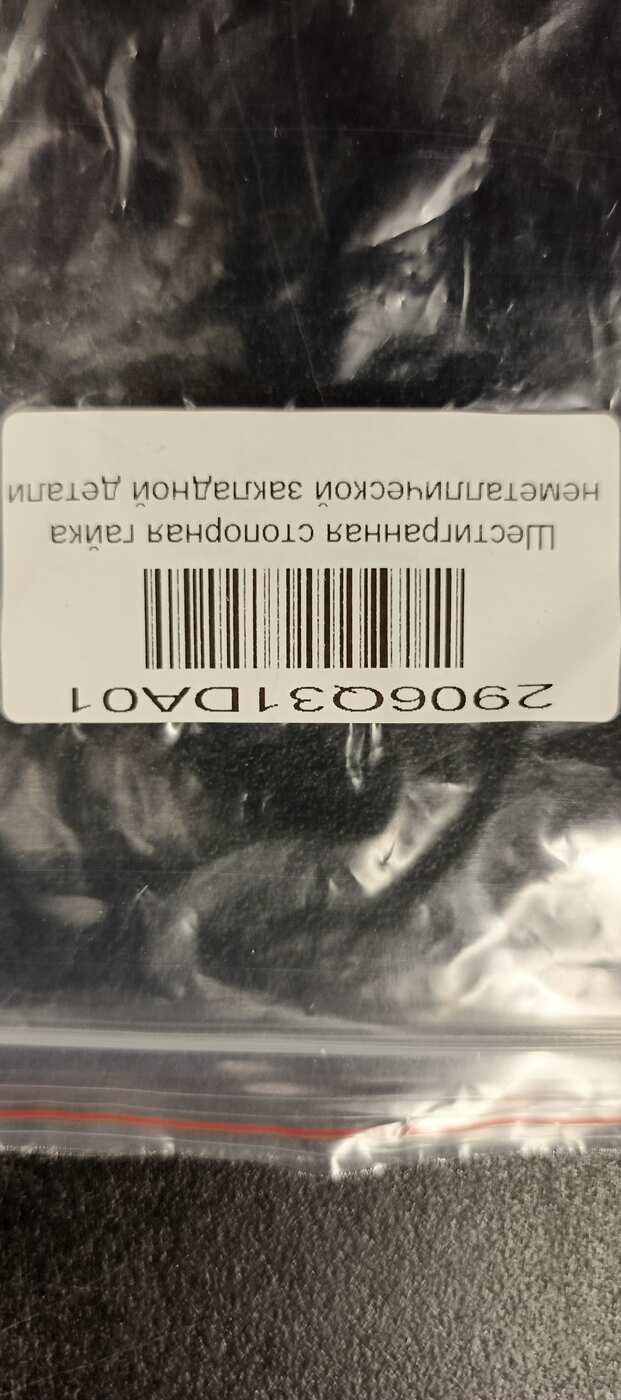 2906Q31DA01
Шестигранная стопорная гайка
неметаллической закладной детали